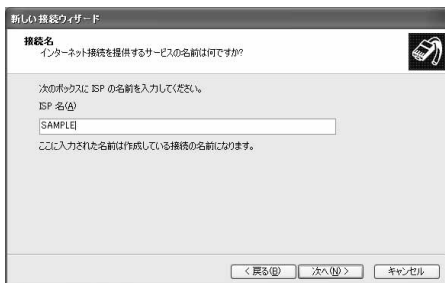 新しい接続ウィザード
接続名
インターネット接続を提供するサービスの名前は何ですか?
次のボックスに ISP の名前を入力してください。
ISP 名(A)
SAMPLE
ここに入力された名前は作成している接続の名前になります。
< 戻る(B)
次へ(N) >
キャンセル